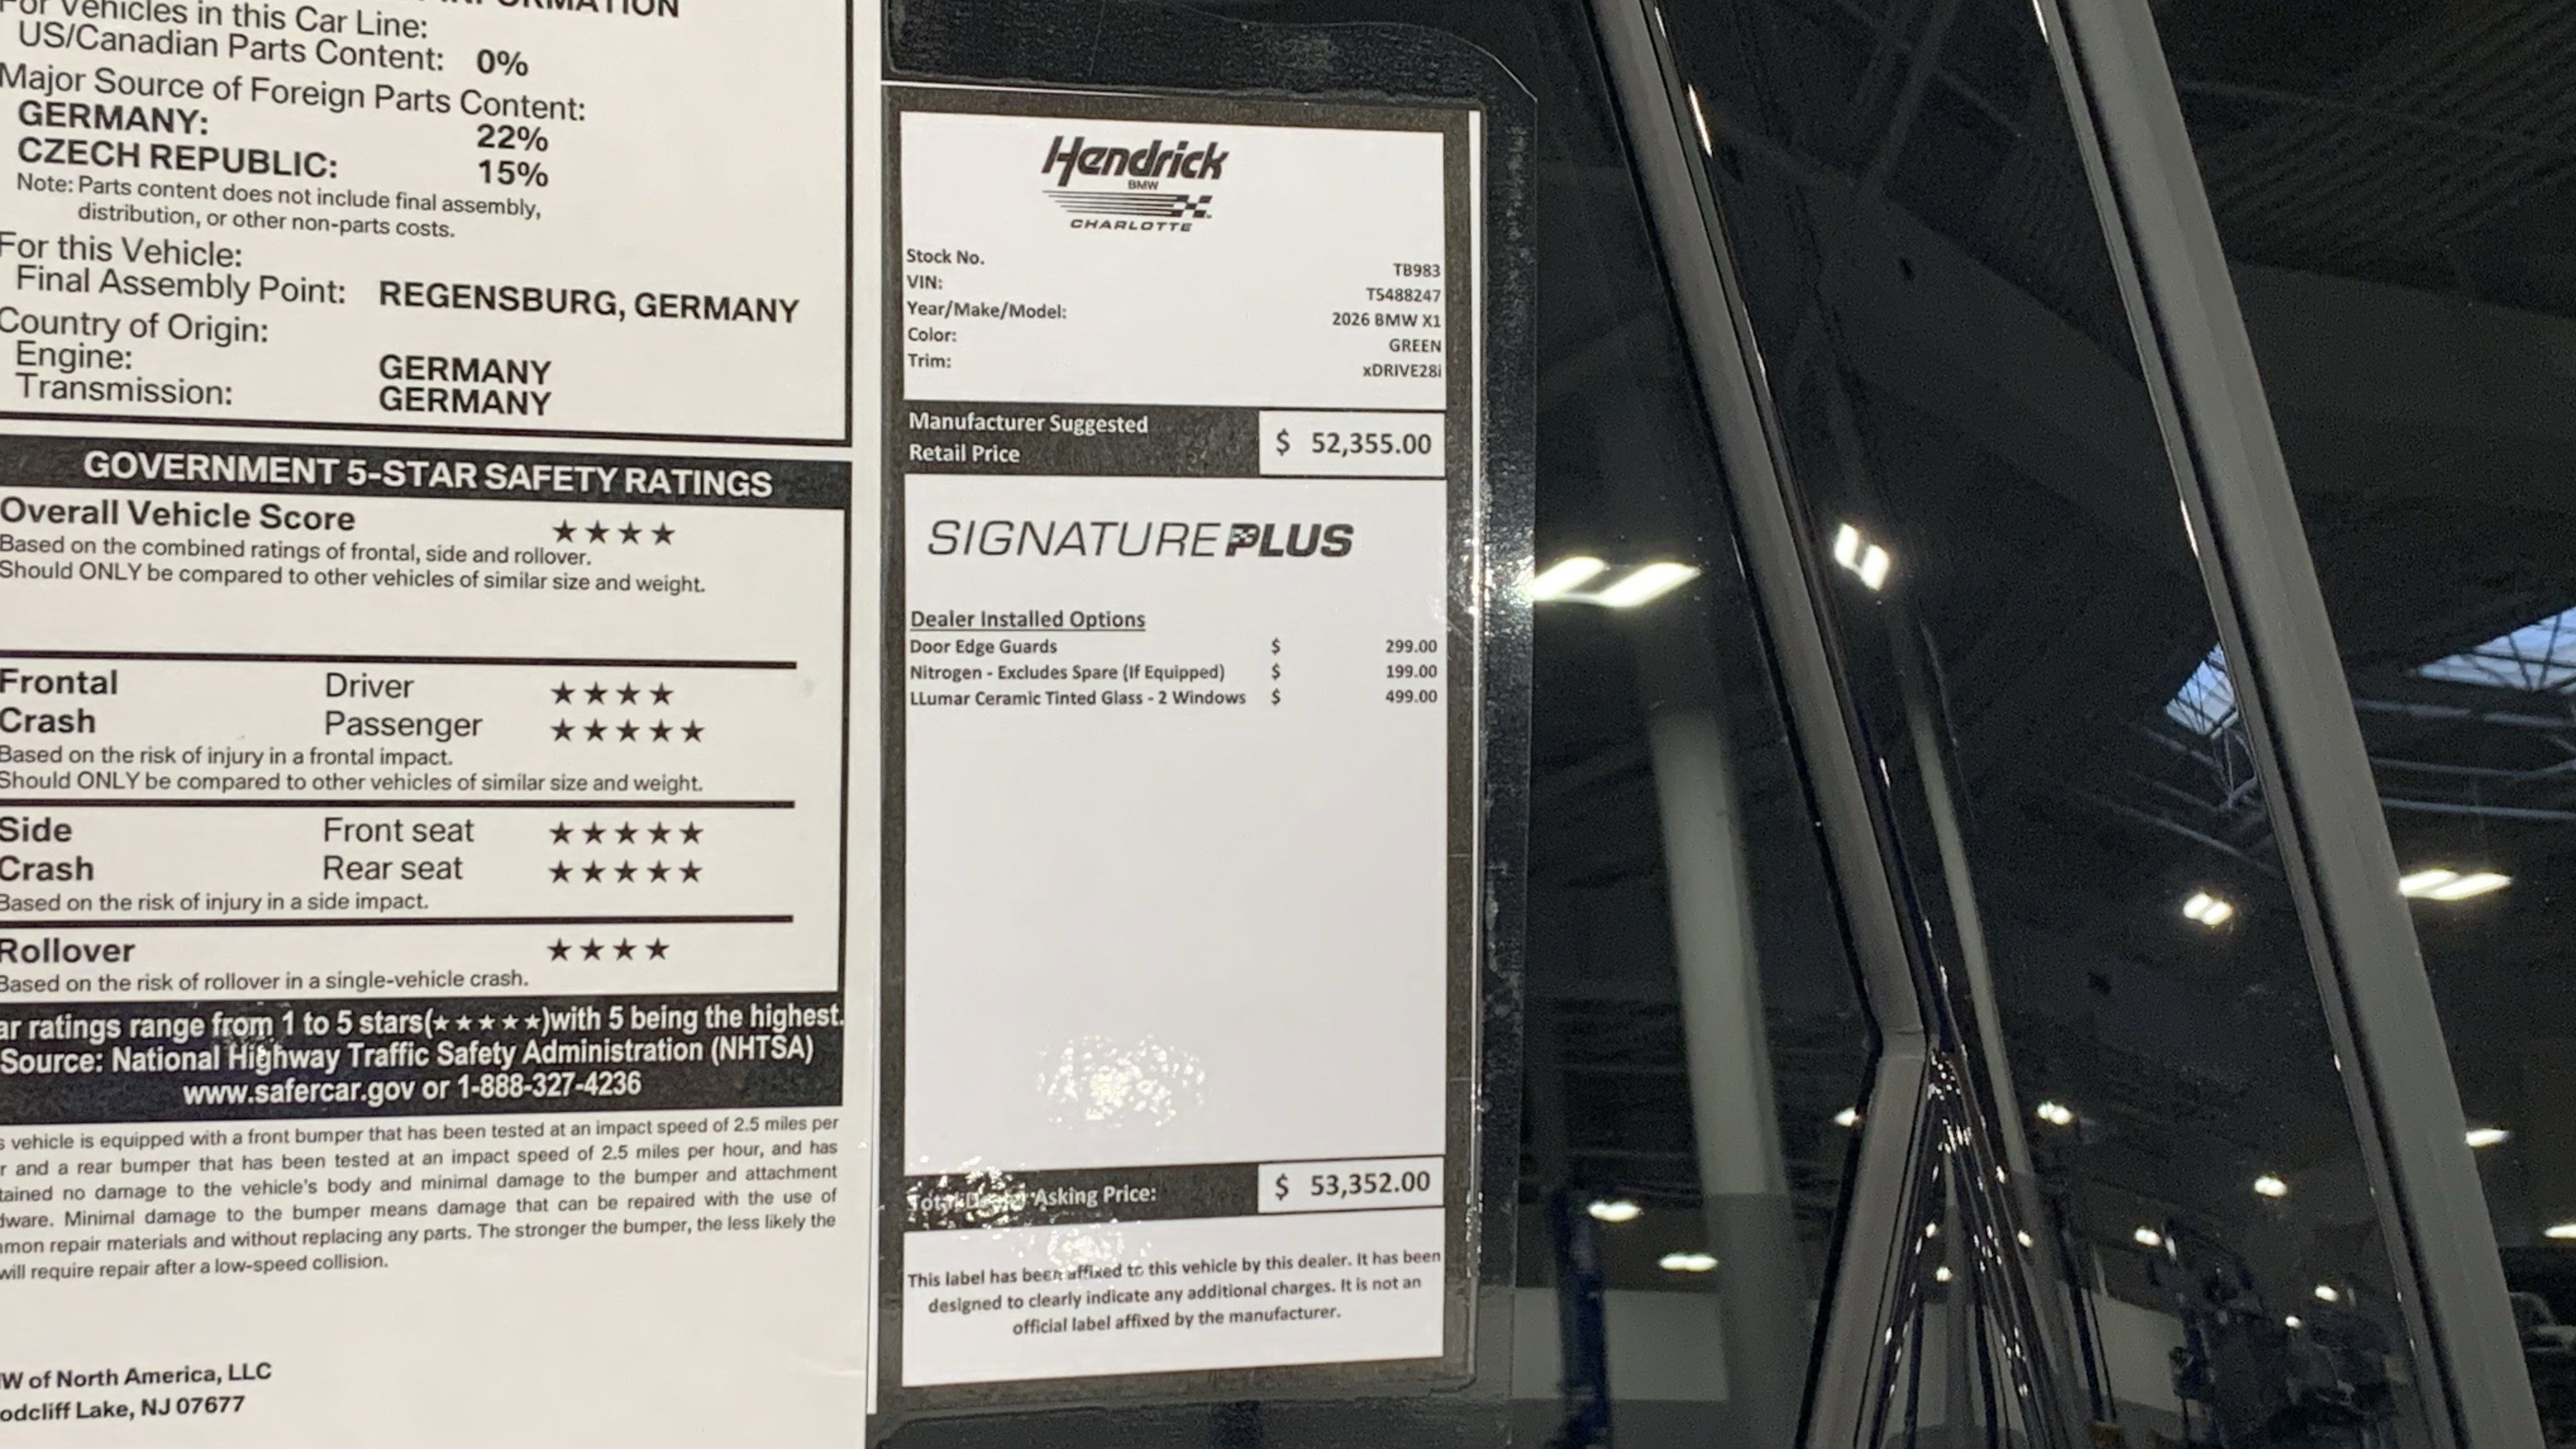 ORMATION
For Vehicles in this Car Line:
US/Canadian Parts Content: 0%
Major Source of Foreign Parts Content:
GERMANY: 22%
CZECH REPUBLIC: 15%
Note: Parts content does not include final assembly,
distribution, or other non-parts costs.
For this Vehicle:
Final Assembly Point: REGENSBURG, GERMANY
Country of Origin:
Engine: GERMANY
Transmission: GERMANY
GOVERNMENT 5-STAR SAFETY RATINGS
Overall Vehicle Score ★★★★
Based on the combined ratings of frontal, side and rollover.
Should ONLY be compared to other vehicles of similar size and weight.
Frontal Driver ★★★★
Crash Passenger ★★★★★
Based on the risk of injury in a frontal impact.
Should ONLY be compared to other vehicles of similar size and weight.
Side Front seat ★★★★★
Crash Rear seat ★★★★★
Based on the risk of injury in a side impact.
Rollover ★★★★
Based on the risk of rollover in a single-vehicle crash.
ar ratings range from 1 to 5 stars(★★★★★)with 5 being the highest.
Source: National Highway Traffic Safety Administration (NHTSA)
www.safercar.gov or 1-888-327-4236
s vehicle is equipped with a front bumper that has been tested at an impact speed of 2.5 miles per
r and a rear bumper that has been tested at an impact speed of 2.5 miles per hour, and has
tained no damage to the vehicle's body and minimal damage to the bumper and attachment
dware. Minimal damage to the bumper means damage that can be repaired with the use of
mmon repair materials and without replacing any parts. The stronger the bumper, the less likely the
will require repair after a low-speed collision.
W of North America, LLC
odcliff Lake, NJ 07677
Hendrick
BMW
CHARLOTTE
Stock No. TB983
VIN: T5488247
Year/Make/Model: 2026 BMW X1
Color: GREEN
Trim: xDRIVE28i
Manufacturer Suggested
Retail Price $ 52,355.00
SIGNATURE PLUS
Dealer Installed Options
Door Edge Guards $ 299.00
Nitrogen - Excludes Spare (If Equipped) $ 199.00
LLumar Ceramic Tinted Glass - 2 Windows $ 499.00
Total Asking Price: $ 53,352.00
This label has been affixed to this vehicle by this dealer. It has been
designed to clearly indicate any additional charges. It is not an
official label affixed by the manufacturer.